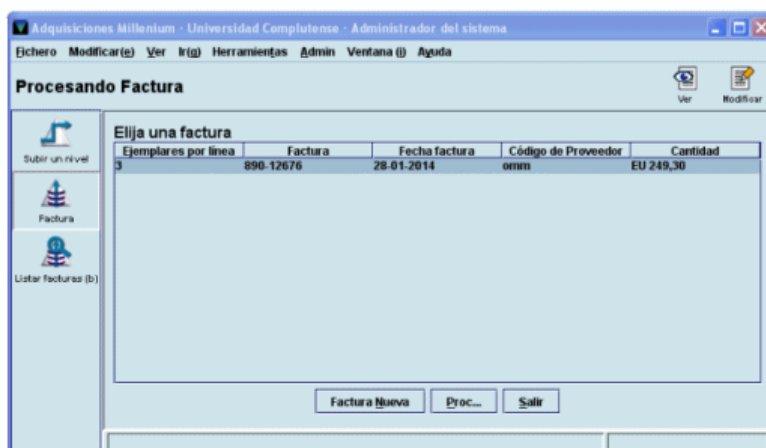 Adquisiciones Millenium - Universidad Complutense - Administrador del sistema
Fichero Modificar(e) Ver Ir(g) Herramientas Admin Ventana (i) Ayuda
Procesando Factura
Ver Modificar
Subir un nivel
Factura
Listar facturas (b)
Elija una factura
Ejemplares por línea Factura Fecha factura Código de Proveedor Cantidad
3 890-12676 28-01-2014 omm EU 249,30
Factura Nueva Proc... Salir